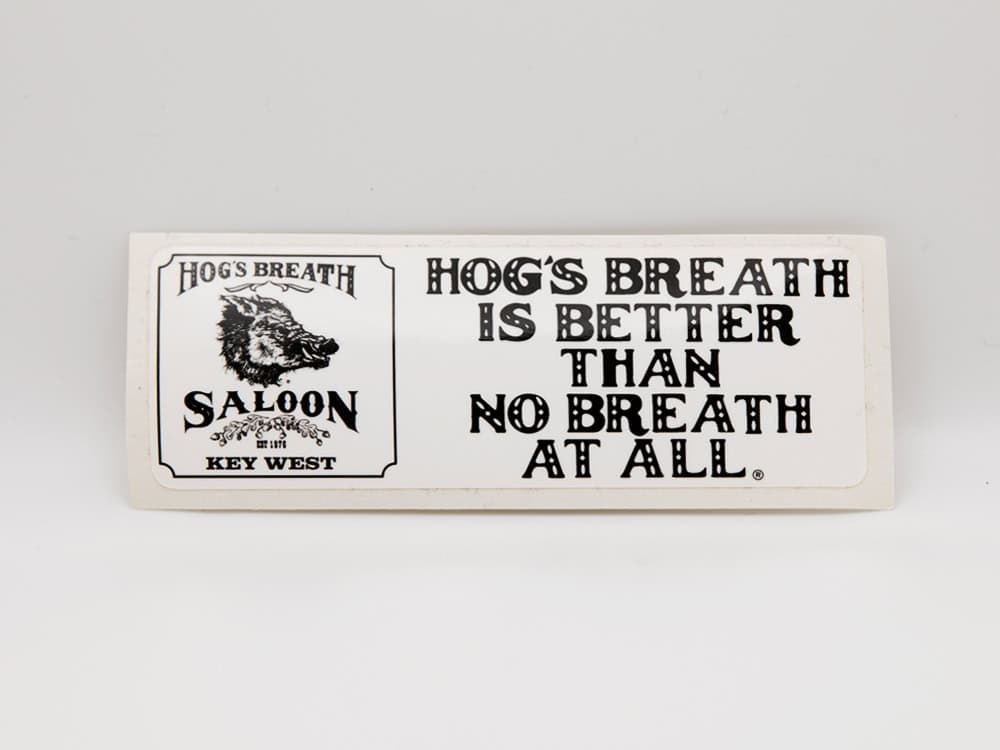 HOG'S BREATH
SALOON
EST 1976
KEY WEST
HOG'S BREATH
IS BETTER
THAN
NO BREATH
AT ALL.®